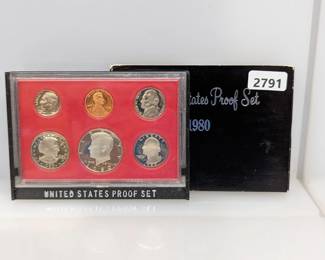 2791
States Proof Set
1980
UNITED STATES PROOF SET